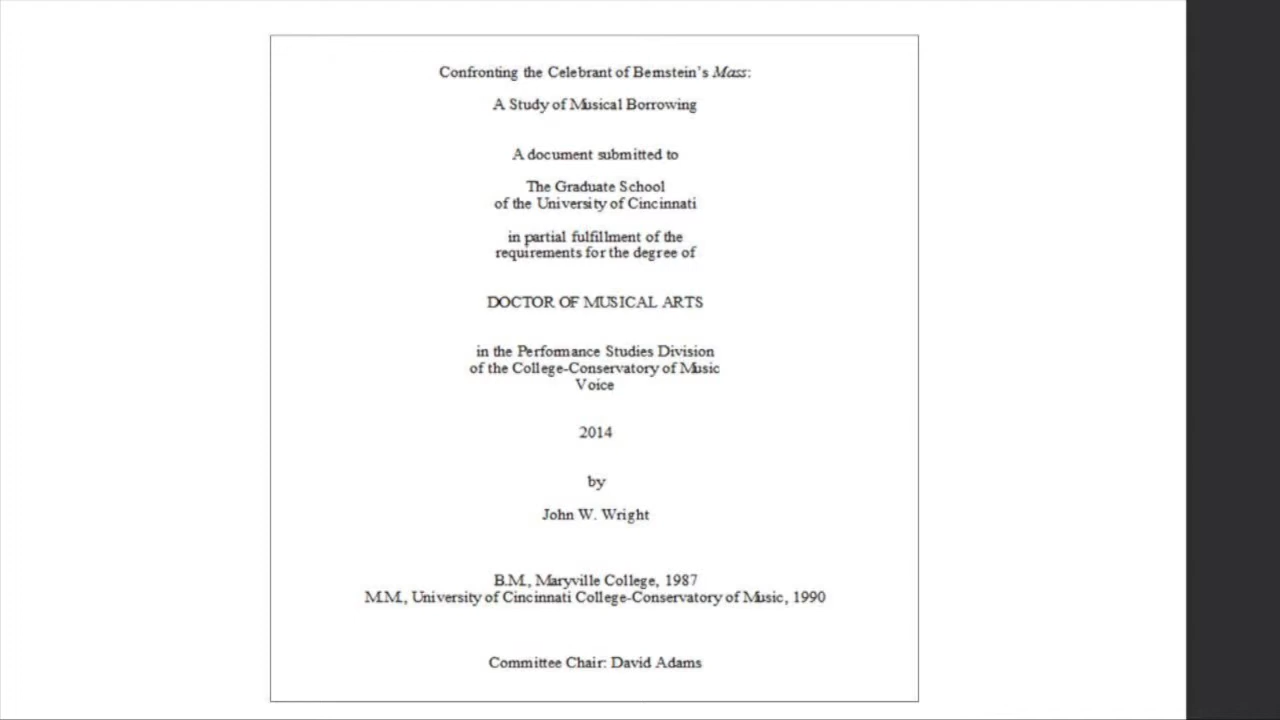 Confronting the Celebrant of Bernstein's Mass:
A Study of Musical Borrowing
A document submitted to
The Graduate School
of the University of Cincinnati
in partial fulfillment of the
requirements for the degree of
DOCTOR OF MUSICAL ARTS
in the Performance Studies Division
of the College-Conservatory of Music
Voice
2014
by
John W. Wright
B.M., Maryville College, 1987
M.M., University of Cincinnati College-Conservatory of Music, 1990
Committee Chair: David Adams